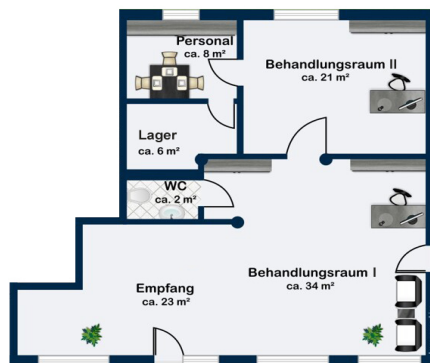 Personal
ca. 8 m²
Behandlungsraum II
ca. 21 m²
Lager
ca. 6 m²
WC
ca. 2 m²
Empfang
ca. 23 m²
Behandlungsraum I
ca. 34 m²